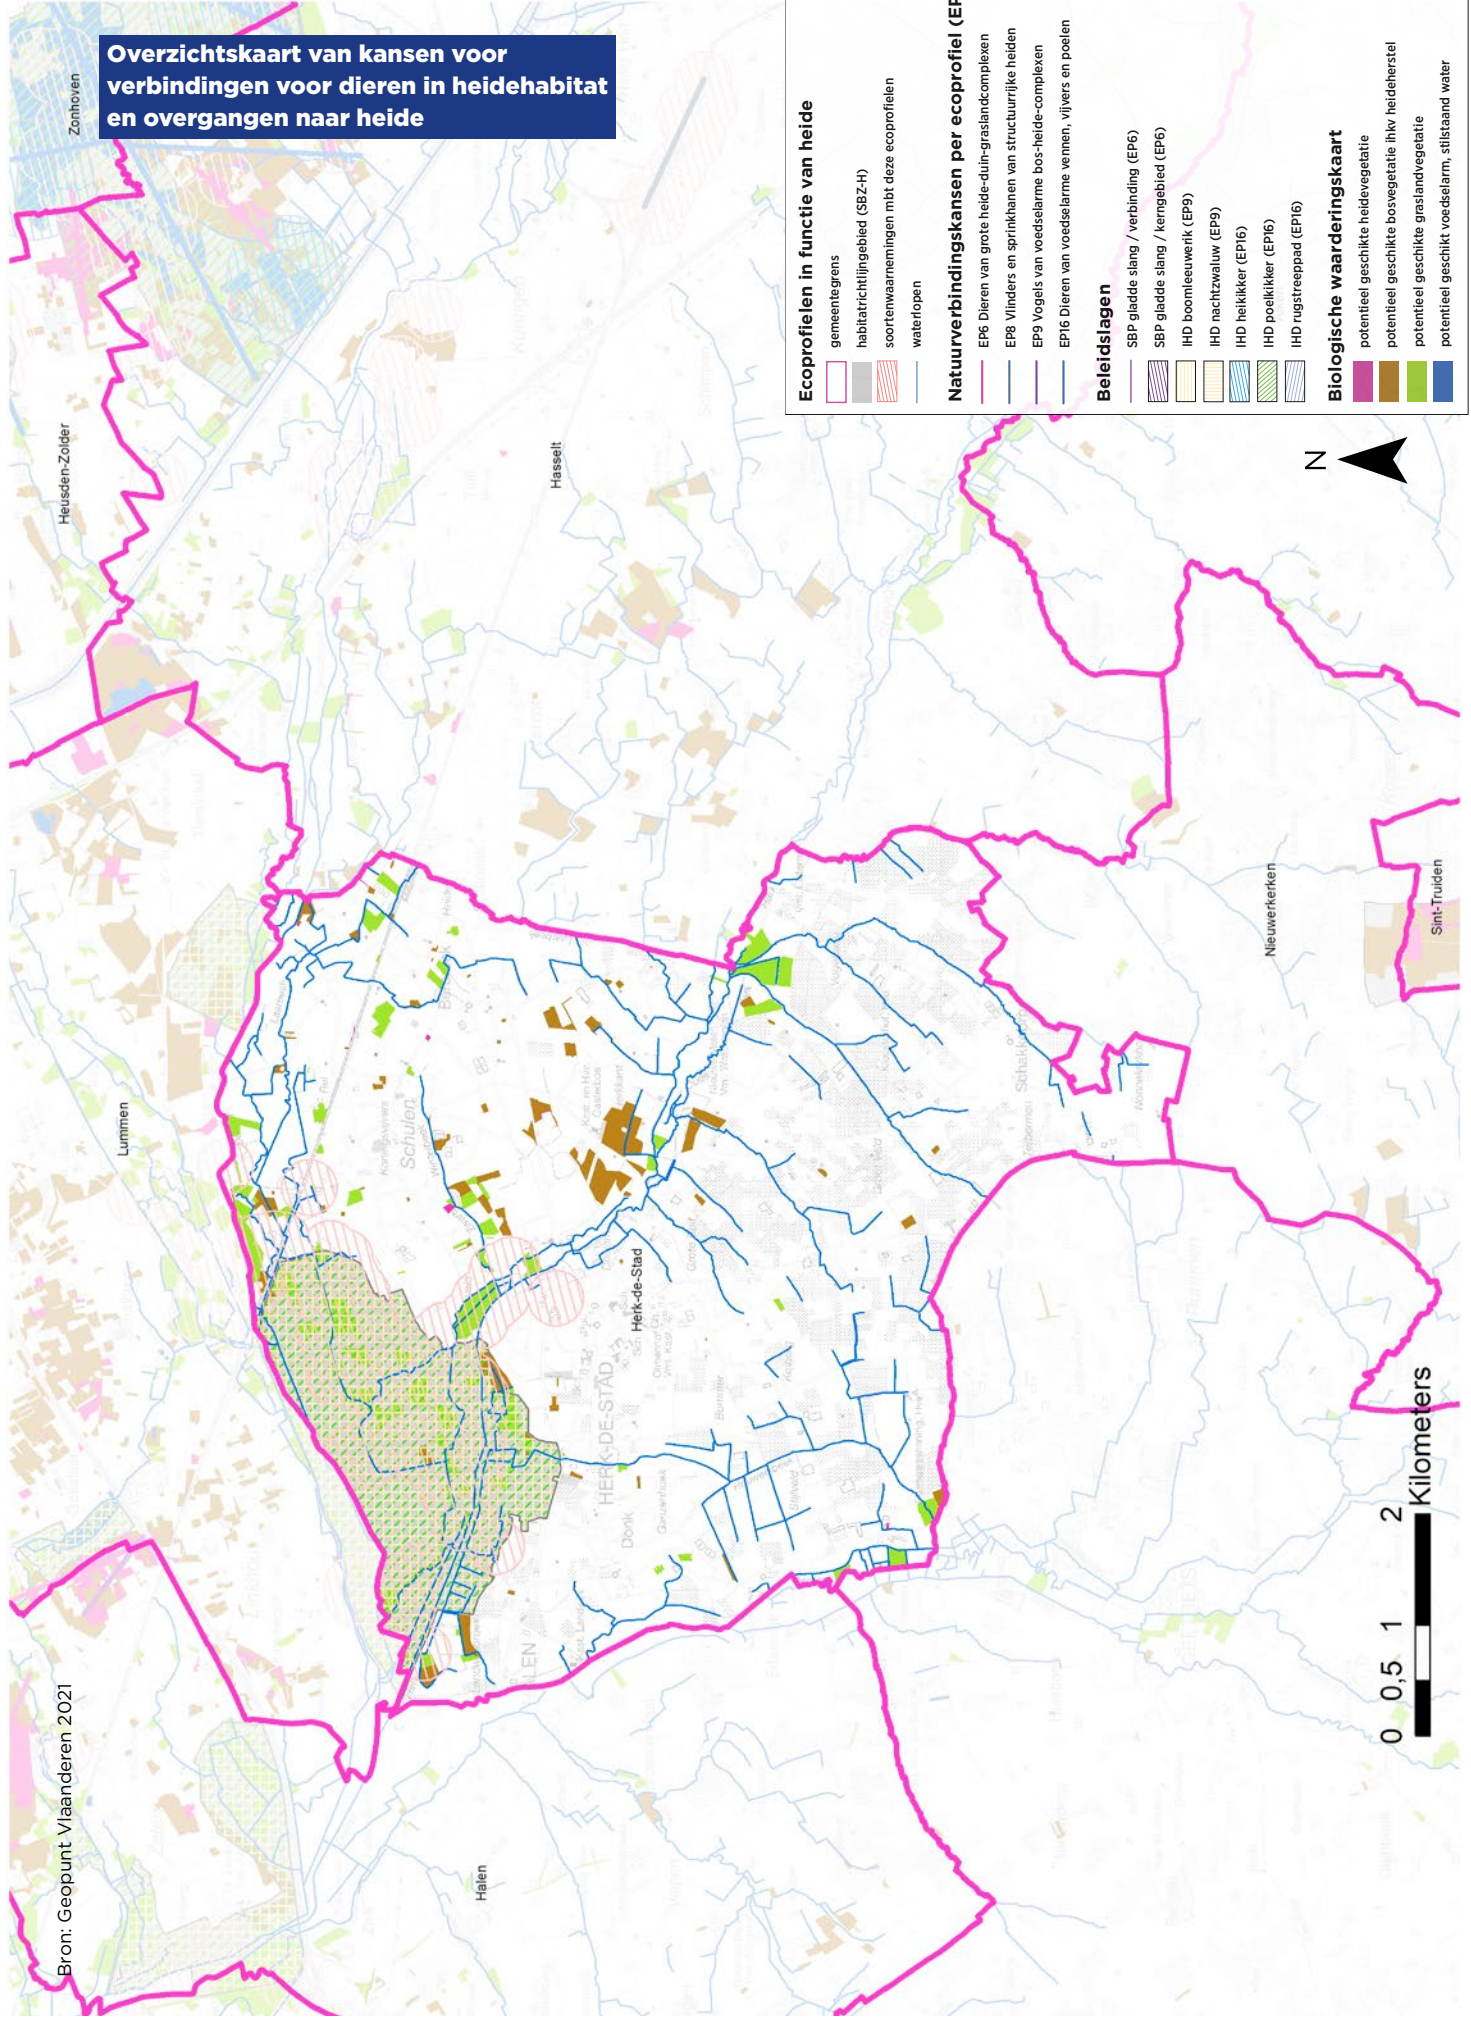 Overzichtskaart van kansen voor
verbindingen voor dieren in heidehabitat
en overgangen naar heide
Bron: Geopunt Vlaanderen 2021
Zonhoven
Heusden-Zolder
Hasselt
Lummen
Herk-de-Stad
HERK-DE-STAD
Schulen
Donk
Halen
Nieuwerkerken
Sint-Truiden
Ecoprofielen in functie van heide
gemeentegrens
habitatrichtlijngebied (SBZ-H)
soortenwaarnemingen mbt deze ecoprofielen
waterlopen
Natuurverbindingskansen per ecoprofiel (EP
EP6 Dieren van grote heide-duin-graslandcomplexen
EP8 Vlinders en sprinkhanen van structuurrijke heiden
EP9 Vogels van voedselarme bos-heide-complexen
EP16 Dieren van voedselarme vennen, vijvers en poelen
Beleidslagen
SBP gladde slang / verbinding (EP6)
SBP gladde slang / kerngebied (EP6)
IHD boomleeuwerik (EP9)
IHD nachtzwaluw (EP9)
IHD heikikker (EP16)
IHD poelkikker (EP16)
IHD rugstreeppad (EP16)
Biologische waarderingskaart
potentieel geschikte heidevegetatie
potentieel geschikte bosvegetatie ihkv heideherstel
potentieel geschikte graslandvegetatie
potentieel geschikt voedselarm, stilstaand water
N
0 0,5 1 2
Kilometers